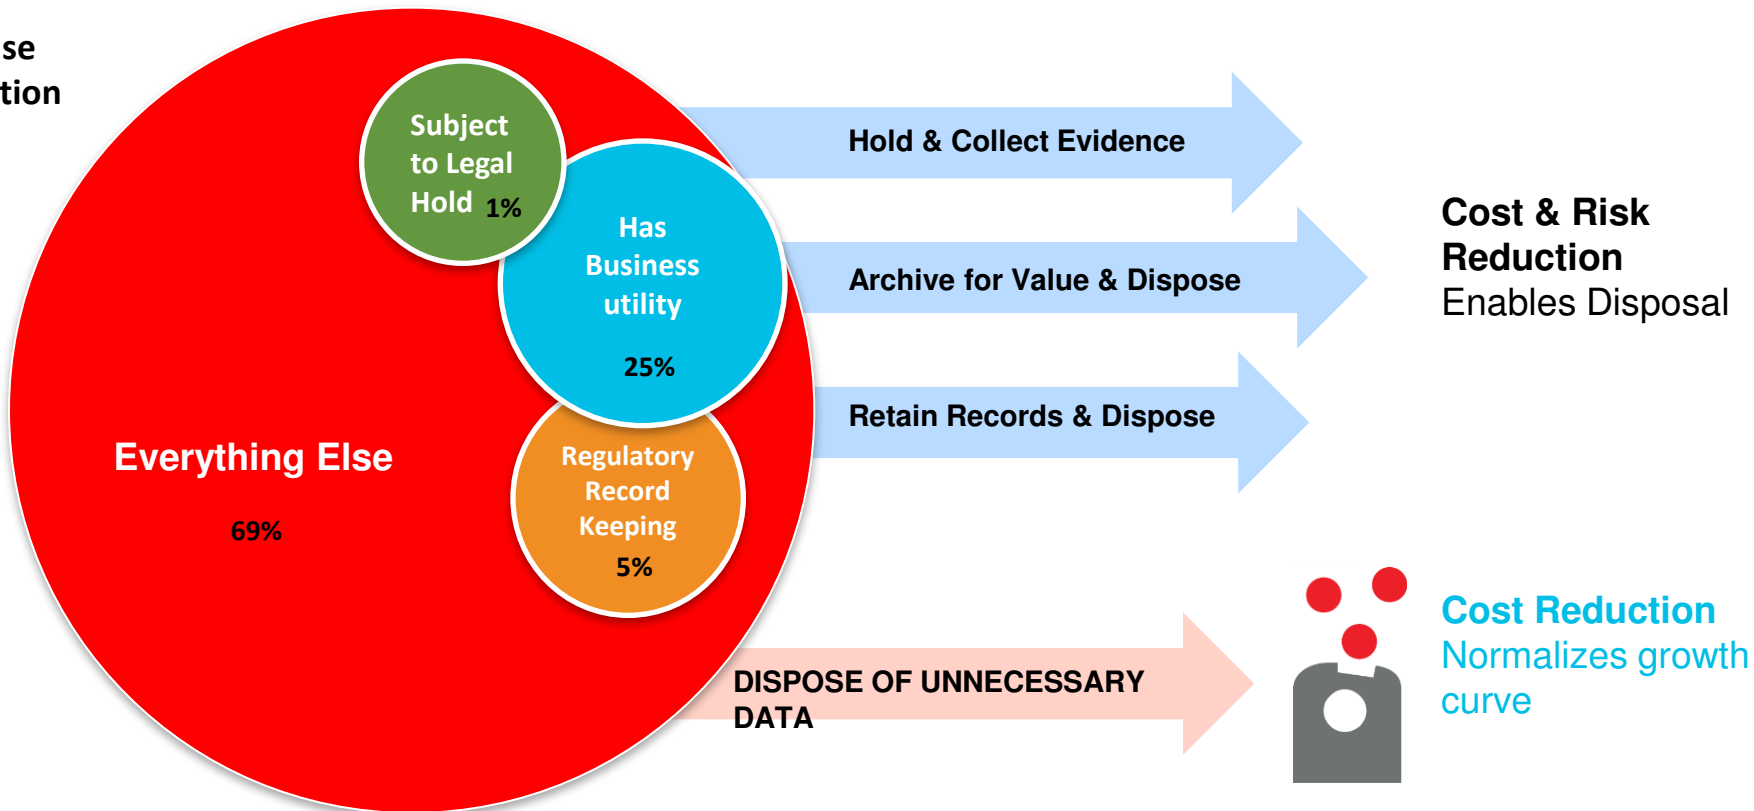 se
tion
Subject
to Legal
Hold 1%
Has
Business
utility
25%
Regulatory
Record
Keeping
5%
Everything Else
69%
Hold & Collect Evidence
Archive for Value & Dispose
Retain Records & Dispose
DISPOSE OF UNNECESSARY
DATA
Cost & Risk
Reduction
Enables Disposal
Cost Reduction
Normalizes growth
curve